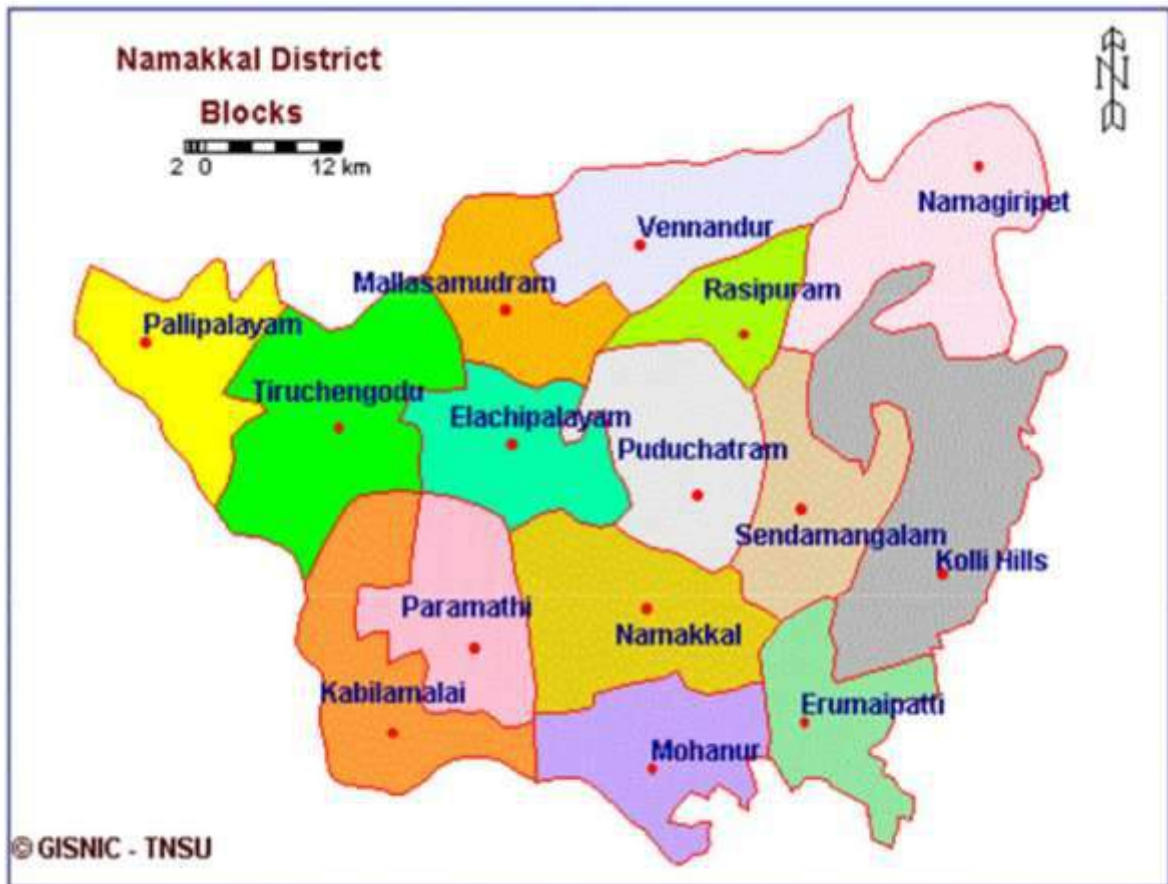 Namakkal District
Blocks
2 0 12 km
N
Namagiripet
Vennandur
Mallasamudram
Rasipuram
Pallipalayam
Tiruchengodu
Elachipalayam
Puduchatram
Sendamangalam
Kolli Hills
Paramathi
Namakkal
Kabilamalai
Erumaipatti
Mohanur
© GISNIC - TNSU